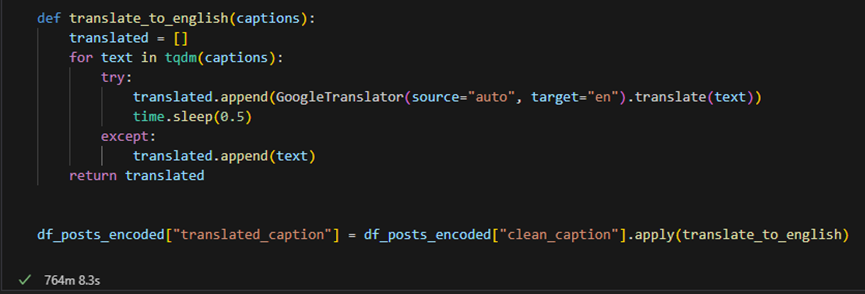 def translate_to_english(captions):
    translated = []
    for text in tqdm(captions):
        try:
            translated.append(GoogleTranslator(source="auto", target="en").translate(text))
            time.sleep(0.5)
        except:
            translated.append(text)
    return translated
df_posts_encoded["translated_caption"] = df_posts_encoded["clean_caption"].apply(translate_to_english)
✓ 764m 8.3s